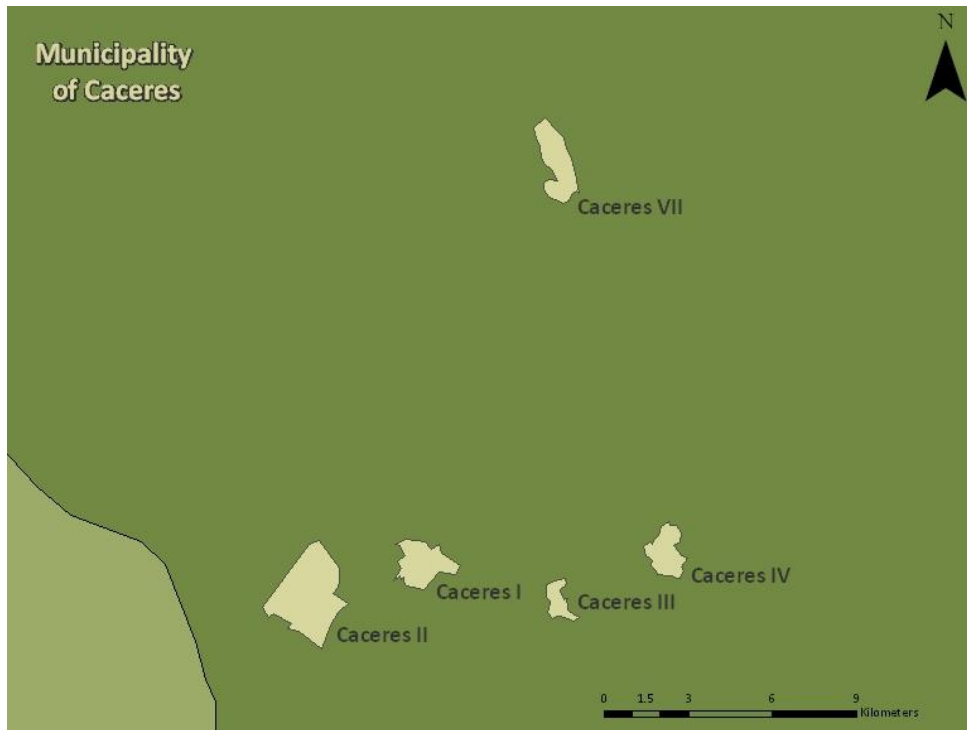 Municipality
of Caceres
N
Caceres VII
Caceres IV
Caceres I
Caceres III
Caceres II
0 1.5 3 6 9
Kilometers